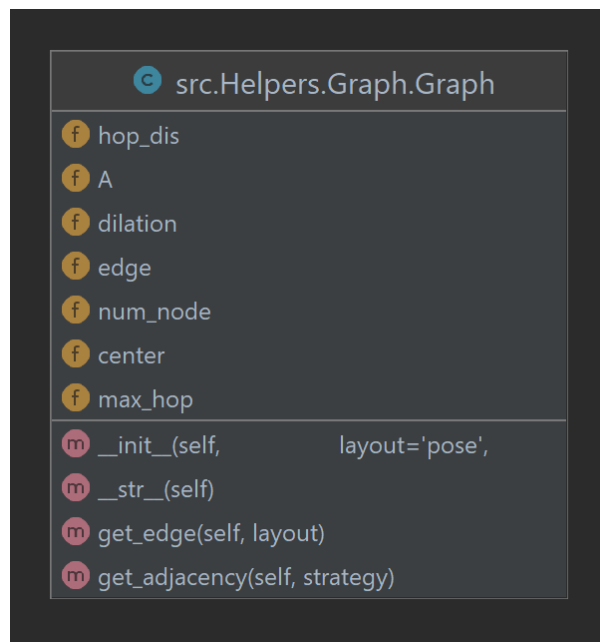 C src.Helpers.Graph.Graph
f hop_dis
f A
f dilation
f edge
f num_node
f center
f max_hop
m __init__(self, layout='pose',
m __str__(self)
m get_edge(self, layout)
m get_adjacency(self, strategy)